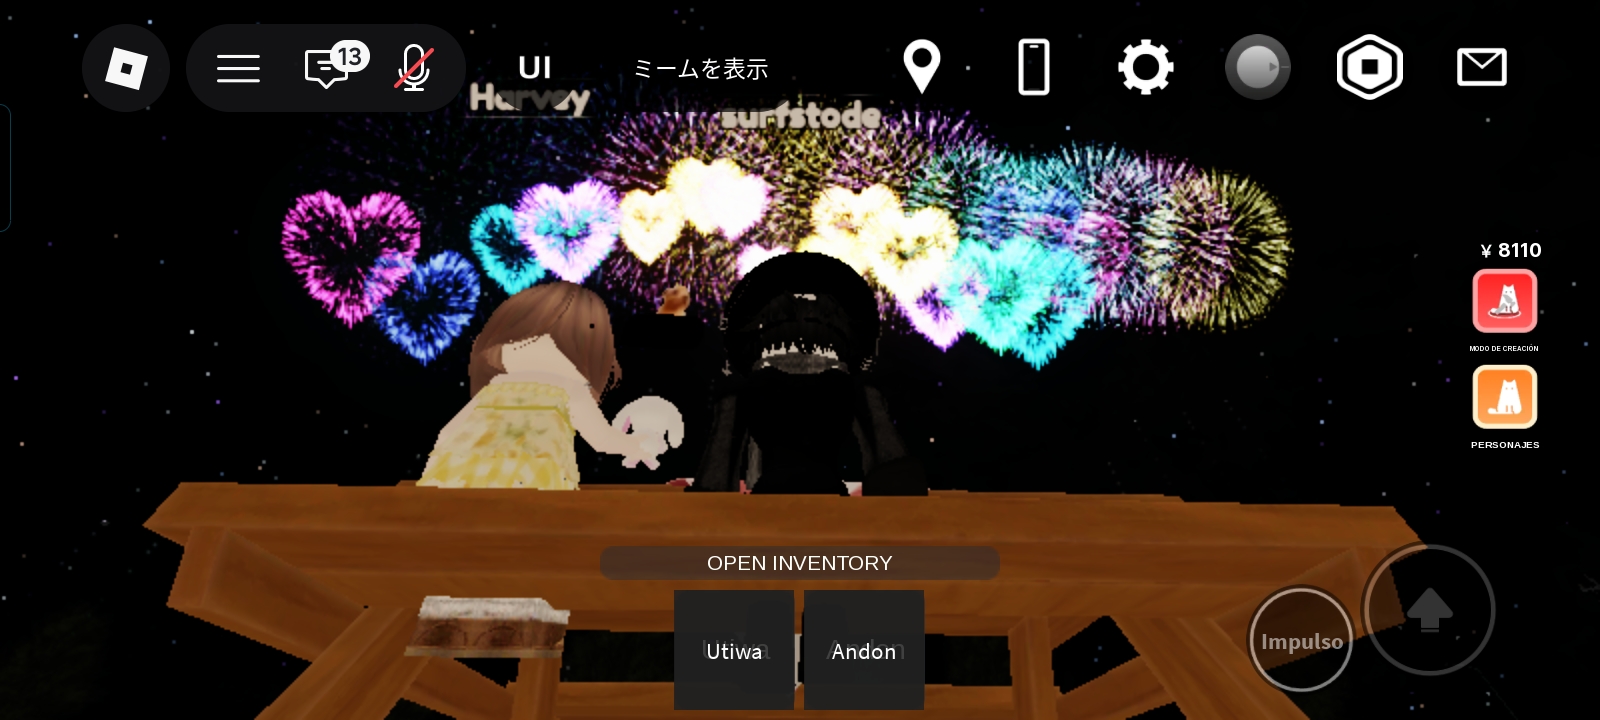 13
UI
ミームを表示
Harvey
surfstode
¥ 8110
MODO DE CREACIÓN
PERSONAJES
OPEN INVENTORY
Utiwa
Andon
Impulso